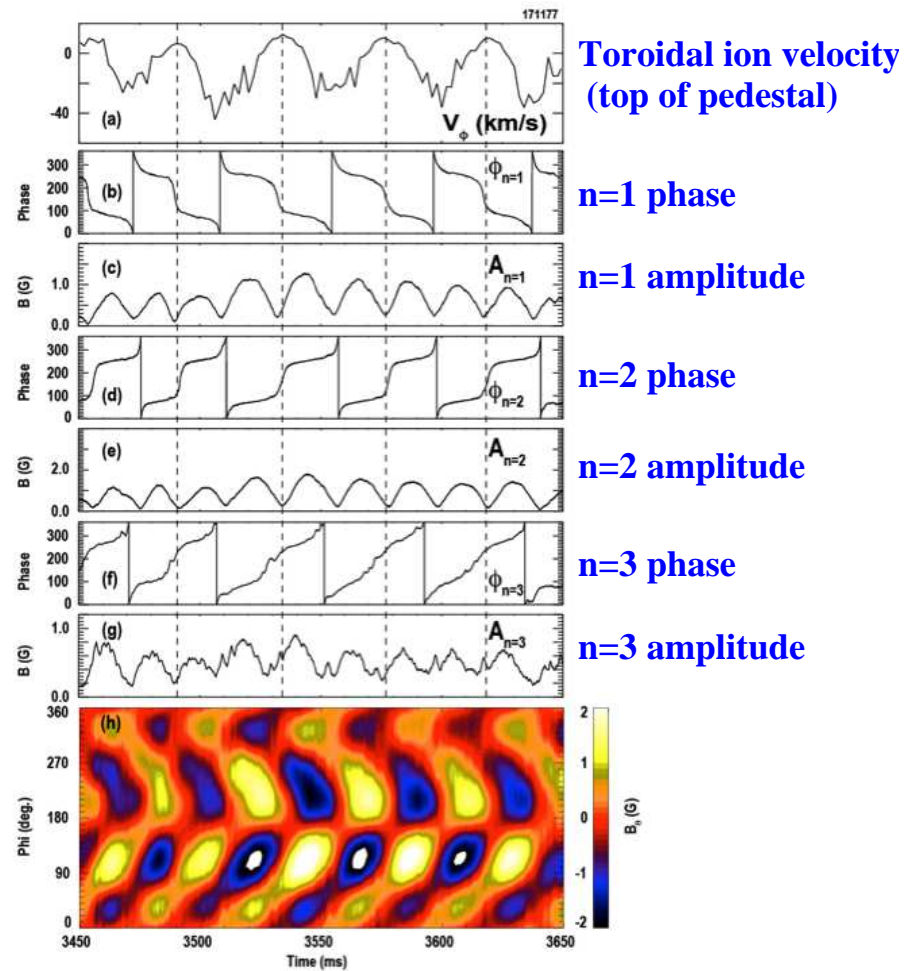 171177
0
-40
(a)
V_ϕ (km/s)
Toroidal ion velocity
(top of pedestal)
300
200
100
0
Phase
(b)
ϕ_n=1
n=1 phase
1.0
0.0
B (G)
(c)
A_n=1
n=1 amplitude
300
200
100
0
Phase
(d)
ϕ_n=2
n=2 phase
2.0
0.0
B (G)
(e)
A_n=2
n=2 amplitude
300
200
100
0
Phase
(f)
ϕ_n=3
n=3 phase
1.0
0.0
B (G)
(g)
A_n=3
n=3 amplitude
360
270
180
90
0
Phi (deg.)
(h)
2
1
0
-1
-2
B_θ (G)
3450 3500 3550 3600 3650
Time (ms)